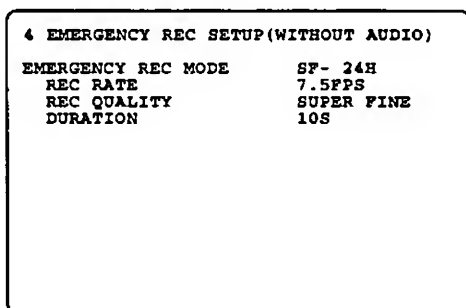 4 EMERGENCY REC SETUP(WITHOUT AUDIO)
EMERGENCY REC MODE SF- 24H
REC RATE 7.5FPS
REC QUALITY SUPER FINE
DURATION 10S